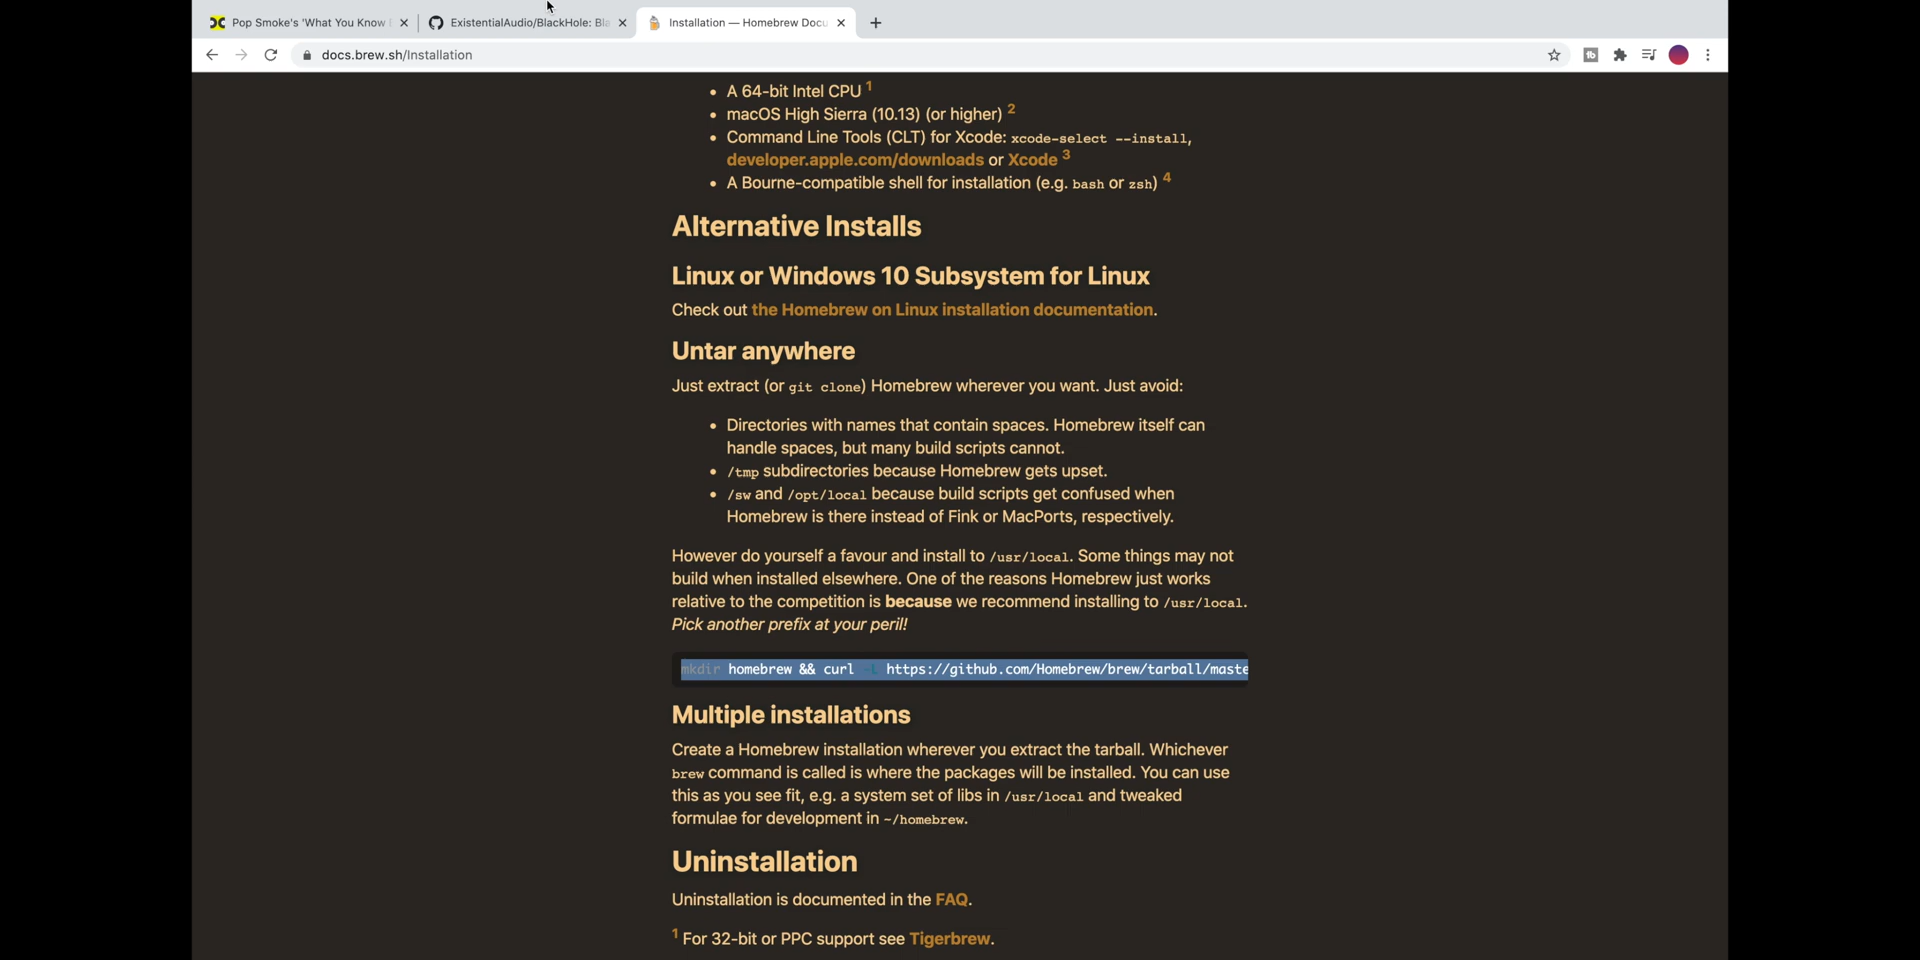 Pop Smoke's 'What You Know
ExistentialAudio/BlackHole: Bla
Installation — Homebrew Docu
docs.brew.sh/Installation
• A 64-bit Intel CPU 1
• macOS High Sierra (10.13) (or higher) 2
• Command Line Tools (CLT) for Xcode: xcode-select --install,
developer.apple.com/downloads or Xcode 3
• A Bourne-compatible shell for installation (e.g. bash or zsh) 4
Alternative Installs
Linux or Windows 10 Subsystem for Linux
Check out the Homebrew on Linux installation documentation.
Untar anywhere
Just extract (or git clone) Homebrew wherever you want. Just avoid:
• Directories with names that contain spaces. Homebrew itself can
handle spaces, but many build scripts cannot.
• /tmp subdirectories because Homebrew gets upset.
• /sw and /opt/local because build scripts get confused when
Homebrew is there instead of Fink or MacPorts, respectively.
However do yourself a favour and install to /usr/local. Some things may not
build when installed elsewhere. One of the reasons Homebrew just works
relative to the competition is because we recommend installing to /usr/local.
Pick another prefix at your peril!
mkdir homebrew && curl -L https://github.com/Homebrew/brew/tarball/maste
Multiple installations
Create a Homebrew installation wherever you extract the tarball. Whichever
brew command is called is where the packages will be installed. You can use
this as you see fit, e.g. a system set of libs in /usr/local and tweaked
formulae for development in ~/homebrew.
Uninstallation
Uninstallation is documented in the FAQ.
1 For 32-bit or PPC support see Tigerbrew.